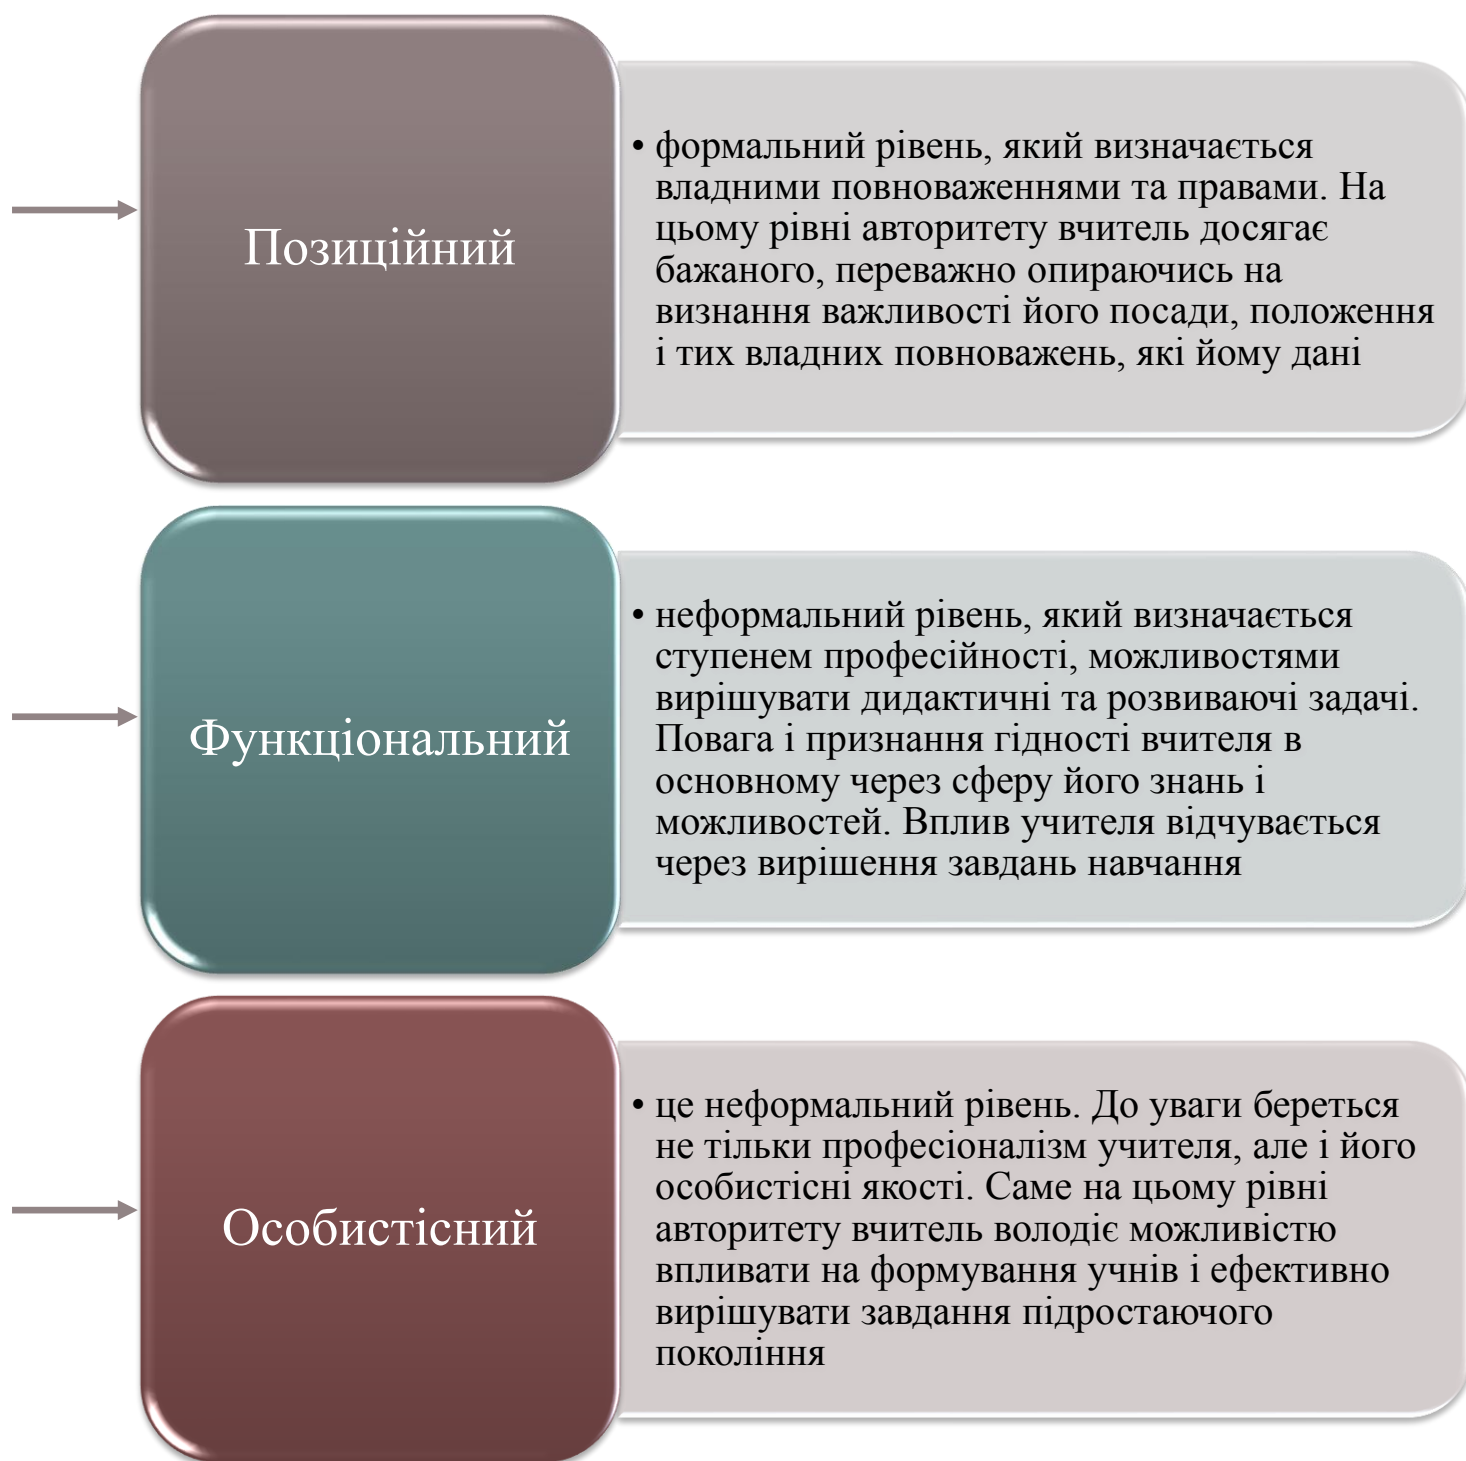 Позиційний
• формальний рівень, який визначається
владними повноваженнями та правами. На
цьому рівні авторитету вчитель досягає
бажаного, переважно опираючись на
визнання важливості його посади, положення
і тих владних повноважень, які йому дані
Функціональний
• неформальний рівень, який визначається
ступенем професійності, можливостями
вирішувати дидактичні та розвиваючі задачі.
Повага і признання гідності вчителя в
основному через сферу його знань і
можливостей. Вплив учителя відчувається
через вирішення завдань навчання
Особистісний
• це неформальний рівень. До уваги береться
не тільки професіоналізм учителя, але і його
особистісні якості. Саме на цьому рівні
авторитету вчитель володіє можливістю
впливати на формування учнів і ефективно
вирішувати завдання підростаючого
покоління